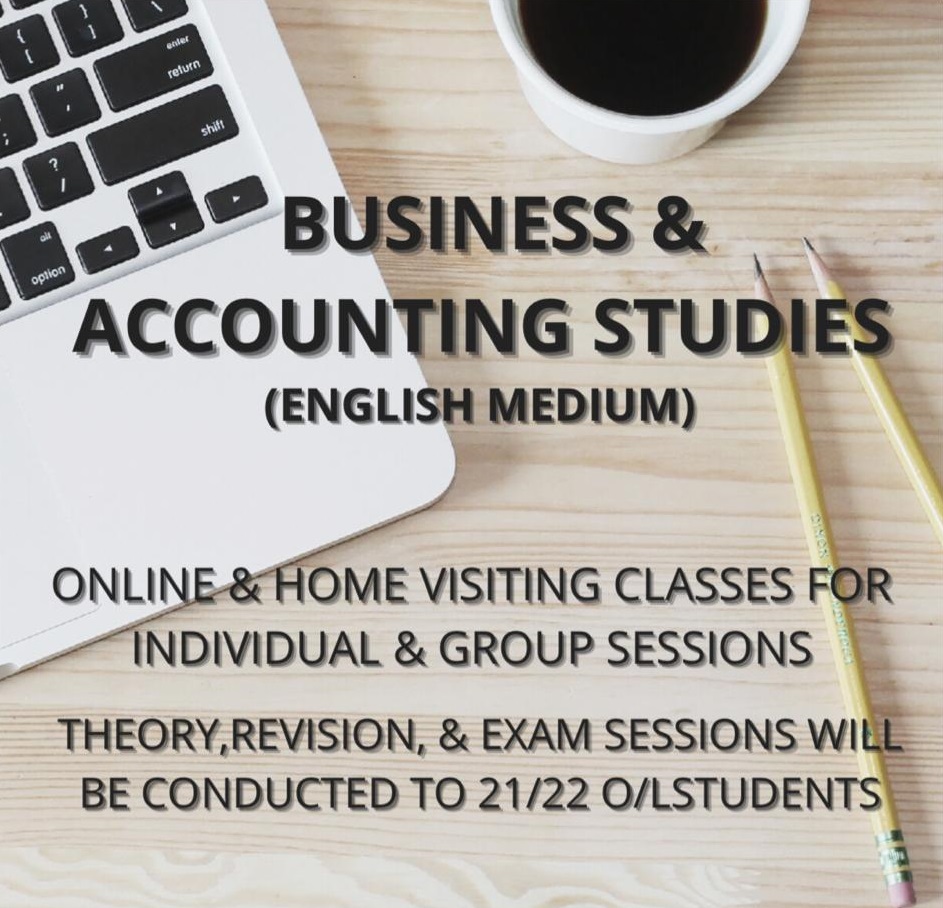 {
[
}
]
enter
return
:
;
"
,
?
/
shift
alt
option
BUSINESS &
ACCOUNTING STUDIES
(ENGLISH MEDIUM)
ONLINE & HOME VISITING CLASSES FOR
INDIVIDUAL & GROUP SESSIONS
THEORY,REVISION, & EXAM SESSIONS WILL
BE CONDUCTED TO 21/22 O/LSTUDENTS